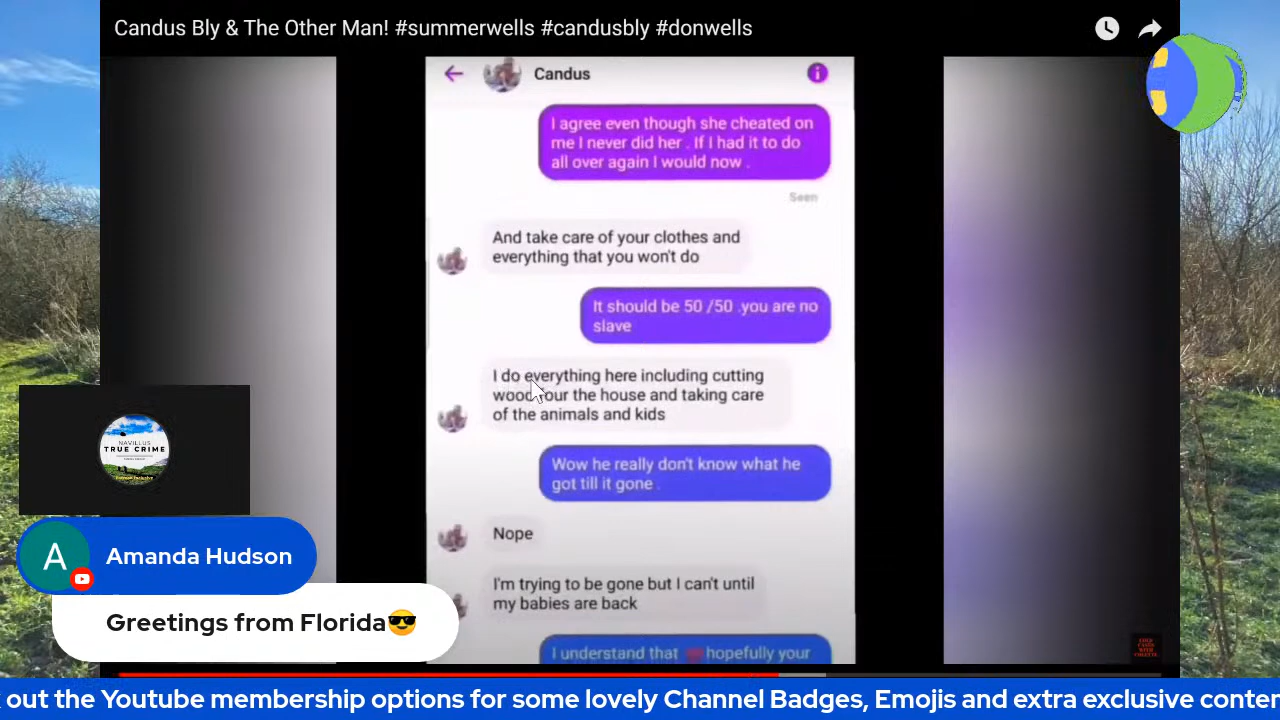 Candus Bly & The Other Man! #summerwells #candusbly #donwells
Candus
I agree even though she cheated on
me I never did her . If I had it to do
all over again I would now .
Seen
And take care of your clothes and
everything that you won't do
It should be 50 /50 .you are no
slave
I do everything here including cutting
wood our the house and taking care
of the animals and kids
Wow he really don't know what he
got till it gone .
Nope
I'm trying to be gone but I can't until
my babies are back
I understand that hopefully your
NAVILLUS
TRUE CRIME
A
Amanda Hudson
Greetings from Florida😎
out the Youtube membership options for some lovely Channel Badges, Emojis and extra exclusive conten